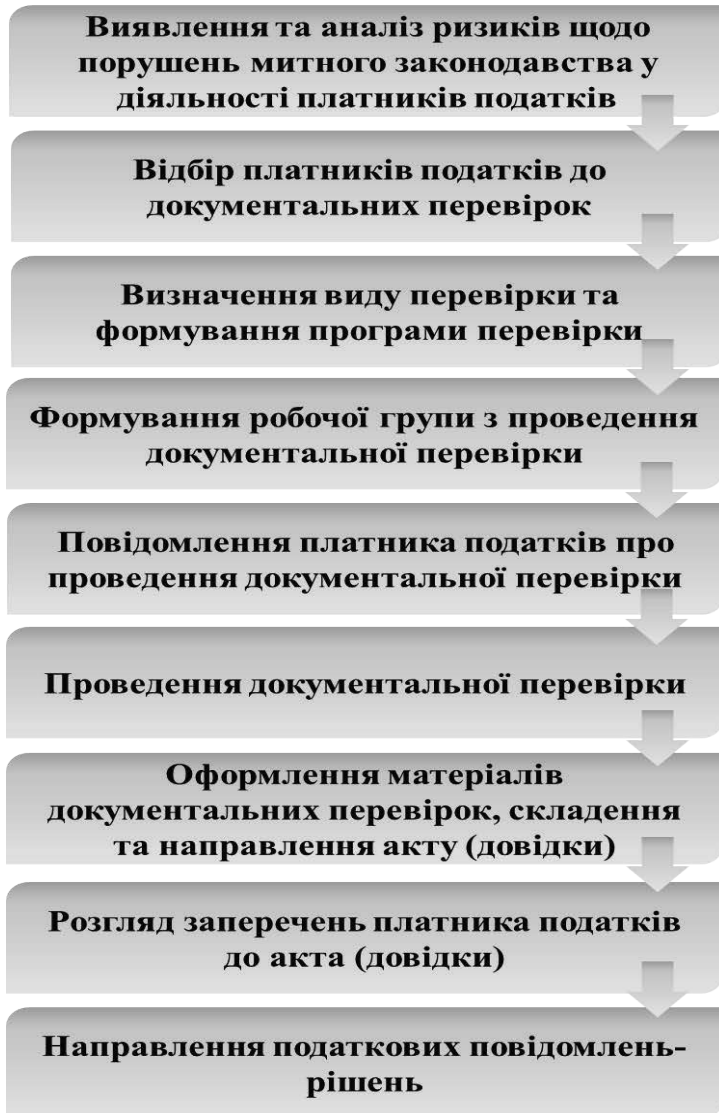 Виявлення та аналіз ризиків щодо
порушень митного законодавства у
діяльності платників податків
Відбір платників податків до
документальних перевірок
Визначення виду перевірки та
формування програми перевірки
Формування робочої групи з проведення
документальної перевірки
Повідомлення платника податків про
проведення документальної перевірки
Проведення документальної перевірки
Оформлення матеріалів
документальних перевірок, складення
та направлення акту (довідки)
Розгляд заперечень платника податків
до акта (довідки)
Направлення податкових повідомлень-
рішень